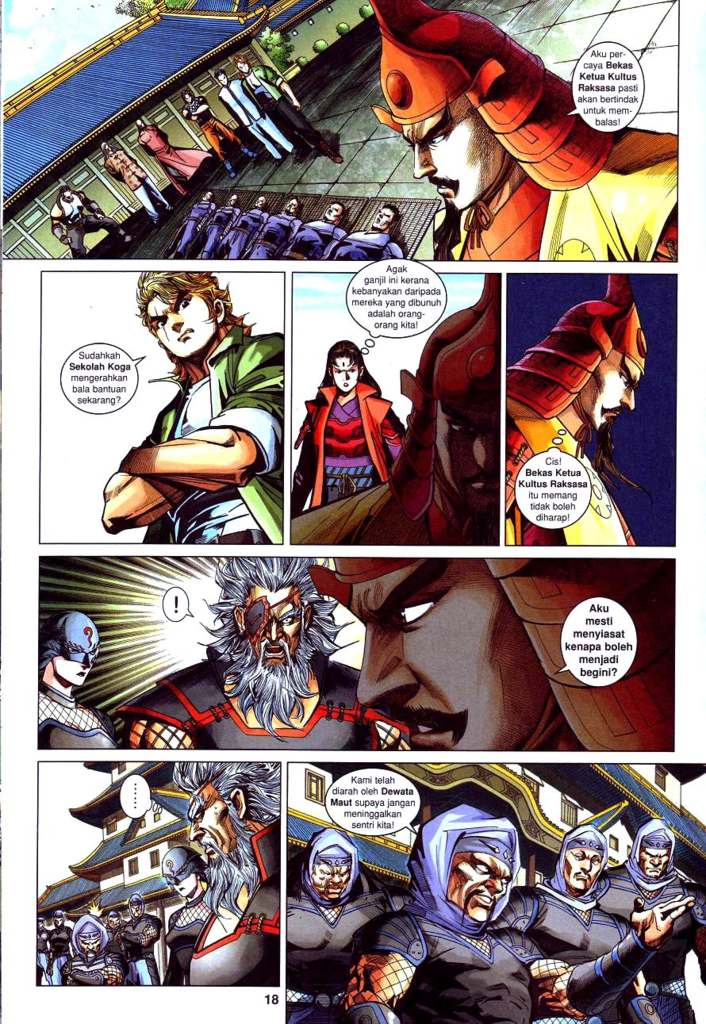 Aku per-
caya Bekas
Ketua Kultus
Raksasa pasti
akan bertindak
untuk mem-
balas!
Sudahkah
Sekolah Koga
mengerahkan
bala bantuan
sekarang?
Agak
ganjil ini kerana
kebanyakan daripada
mereka yang dibunuh
adalah orang-
orang kita!
Cis!
Bekas Ketua
Kultus Raksasa
itu memang
tidak boleh
diharap!
!
?
Aku
mesti
menyiasat
kenapa boleh
menjadi
begini?
......
Kami telah
diarah oleh Dewata
Maut supaya jangan
meninggalkan
sentri kita!
18